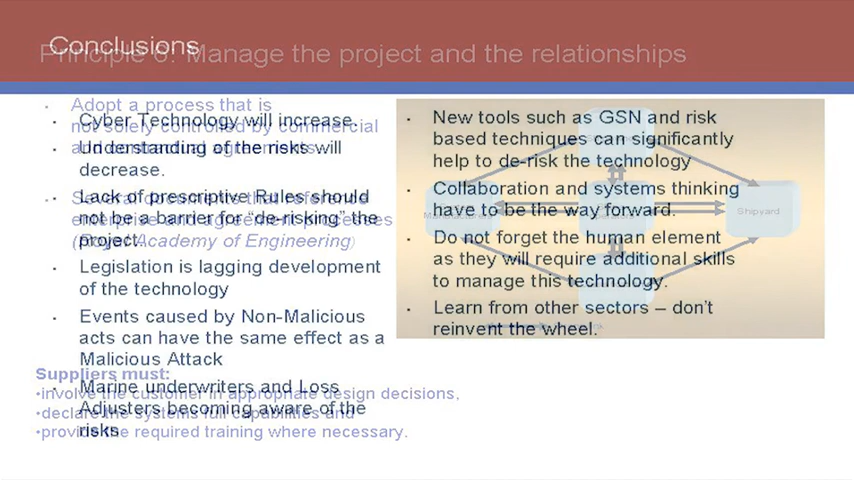 Conclusions
Principle 6: Manage the project and the relationships
Adopt a process that is
not solely controlled by commercial
Cyber Technology will increase.
Understanding of the risks will
decrease.
Lack of prescriptive Rules should
not be a barrier for "de-risking" the
project.
(Royal Academy of Engineering)
Legislation is lagging development
of the technology
Events caused by Non-Malicious
acts can have the same effect as a
Malicious Attack
Marine underwriters and Loss
Adjusters becoming aware of the
risks
New tools such as GSN and risk
based techniques can significantly
help to de-risk the technology
Collaboration and systems thinking
have to be the way forward.
Do not forget the human element
as they will require additional skills
to manage this technology.
Learn from other sectors – don't
reinvent the wheel.
Shipyard
Suppliers must:
•involve the customer in appropriate design decisions,
•declare the systems full capabilities and
•provide the required training where necessary.